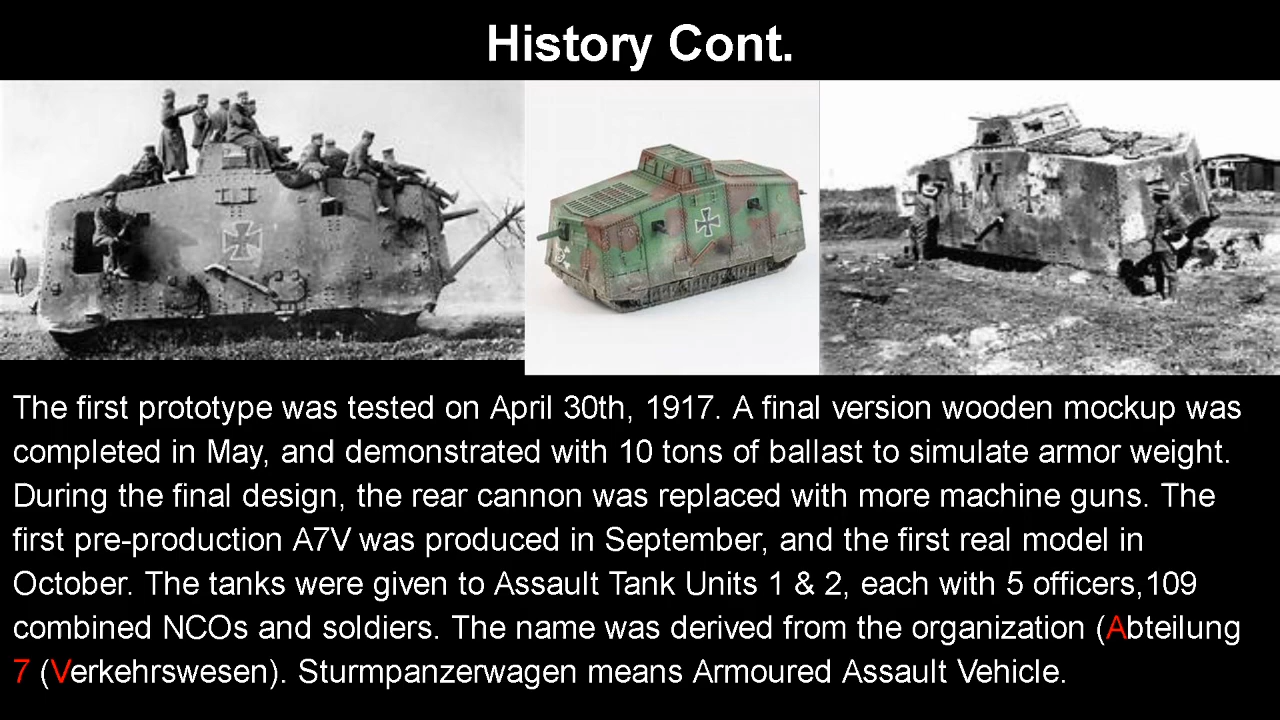 History Cont.
The first prototype was tested on April 30th, 1917. A final version wooden mockup was
completed in May, and demonstrated with 10 tons of ballast to simulate armor weight.
During the final design, the rear cannon was replaced with more machine guns. The
first pre-production A7V was produced in September, and the first real model in
October. The tanks were given to Assault Tank Units 1 & 2, each with 5 officers,109
combined NCOs and soldiers. The name was derived from the organization (Abteilung
7 (Verkehrswesen). Sturmpanzerwagen means Armoured Assault Vehicle.